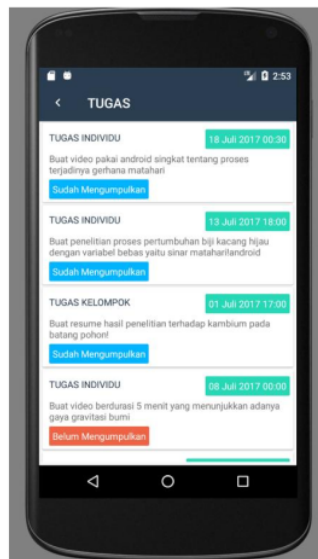 2:53
TUGAS
TUGAS INDIVIDU
18 Juli 2017 00:30
Buat video pakai android singkat tentang proses
terjadinya gerhana matahari
Sudah Mengumpulkan
TUGAS INDIVIDU
13 Juli 2017 18:00
Buat penelitian proses pertumbuhan biji kacang hijau
dengan variabel bebas yaitu sinar matahari!android
Sudah Mengumpulkan
TUGAS KELOMPOK
01 Juli 2017 17:00
Buat resume hasil penelitian terhadap kambium pada
batang pohon!
Sudah Mengumpulkan
TUGAS INDIVIDU
08 Juli 2017 00:00
Buat video berdurasi 5 menit yang menunjukkan adanya
gaya gravitasi bumi
Belum Mengumpulkan